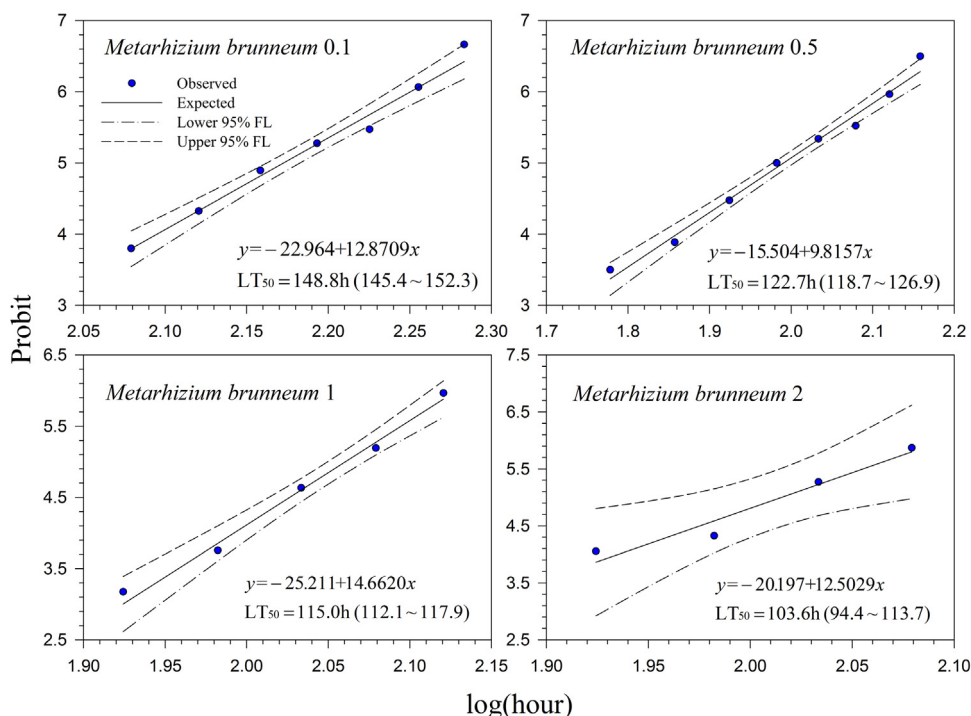 Metarhizium brunneum 0.1
Observed
Expected
Lower 95% FL
Upper 95% FL
y=−22.964+12.8709x
LT50=148.8h (145.4~152.3)
7
6
5
4
3
2.05 2.10 2.15 2.20 2.25 2.30
Metarhizium brunneum 0.5
y=−15.504+9.8157x
LT50=122.7h (118.7~126.9)
7
6
5
4
3
1.7 1.8 1.9 2.0 2.1 2.2
Probit
Metarhizium brunneum 1
y=−25.211+14.6620x
LT50=115.0h (112.1~117.9)
6.5
5.5
4.5
3.5
2.5
1.90 1.95 2.00 2.05 2.10 2.15
Metarhizium brunneum 2
y=−20.197+12.5029x
LT50=103.6h (94.4~113.7)
7.5
6.5
5.5
4.5
3.5
2.5
1.90 1.95 2.00 2.05 2.10
log(hour)